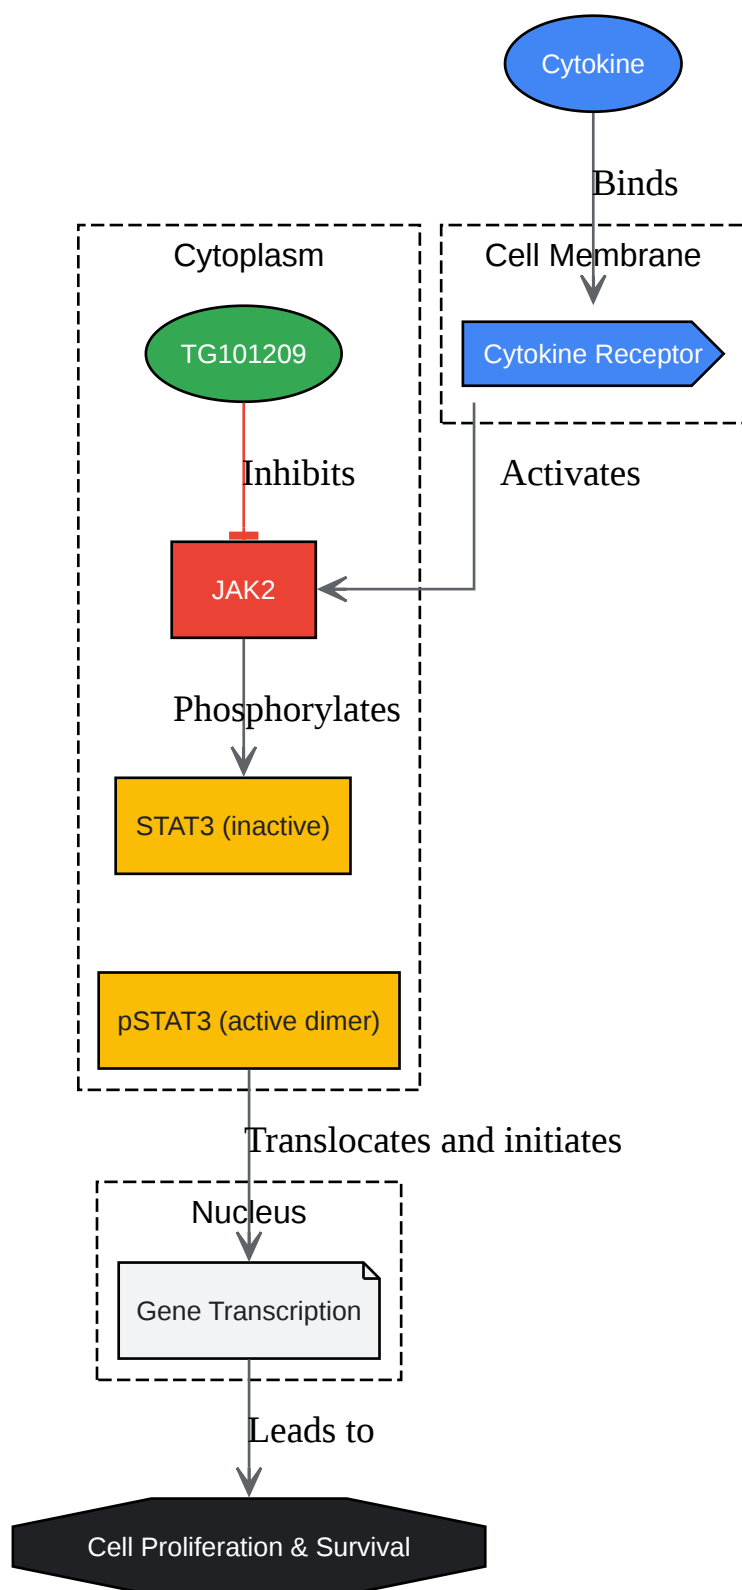 Cytokine
Binds
Cytoplasm
Cell Membrane
TG101209
Cytokine Receptor
Inhibits
Activates
JAK2
Phosphorylates
STAT3 (inactive)
pSTAT3 (active dimer)
Translocates and initiates
Nucleus
Gene Transcription
Leads to
Cell Proliferation & Survival